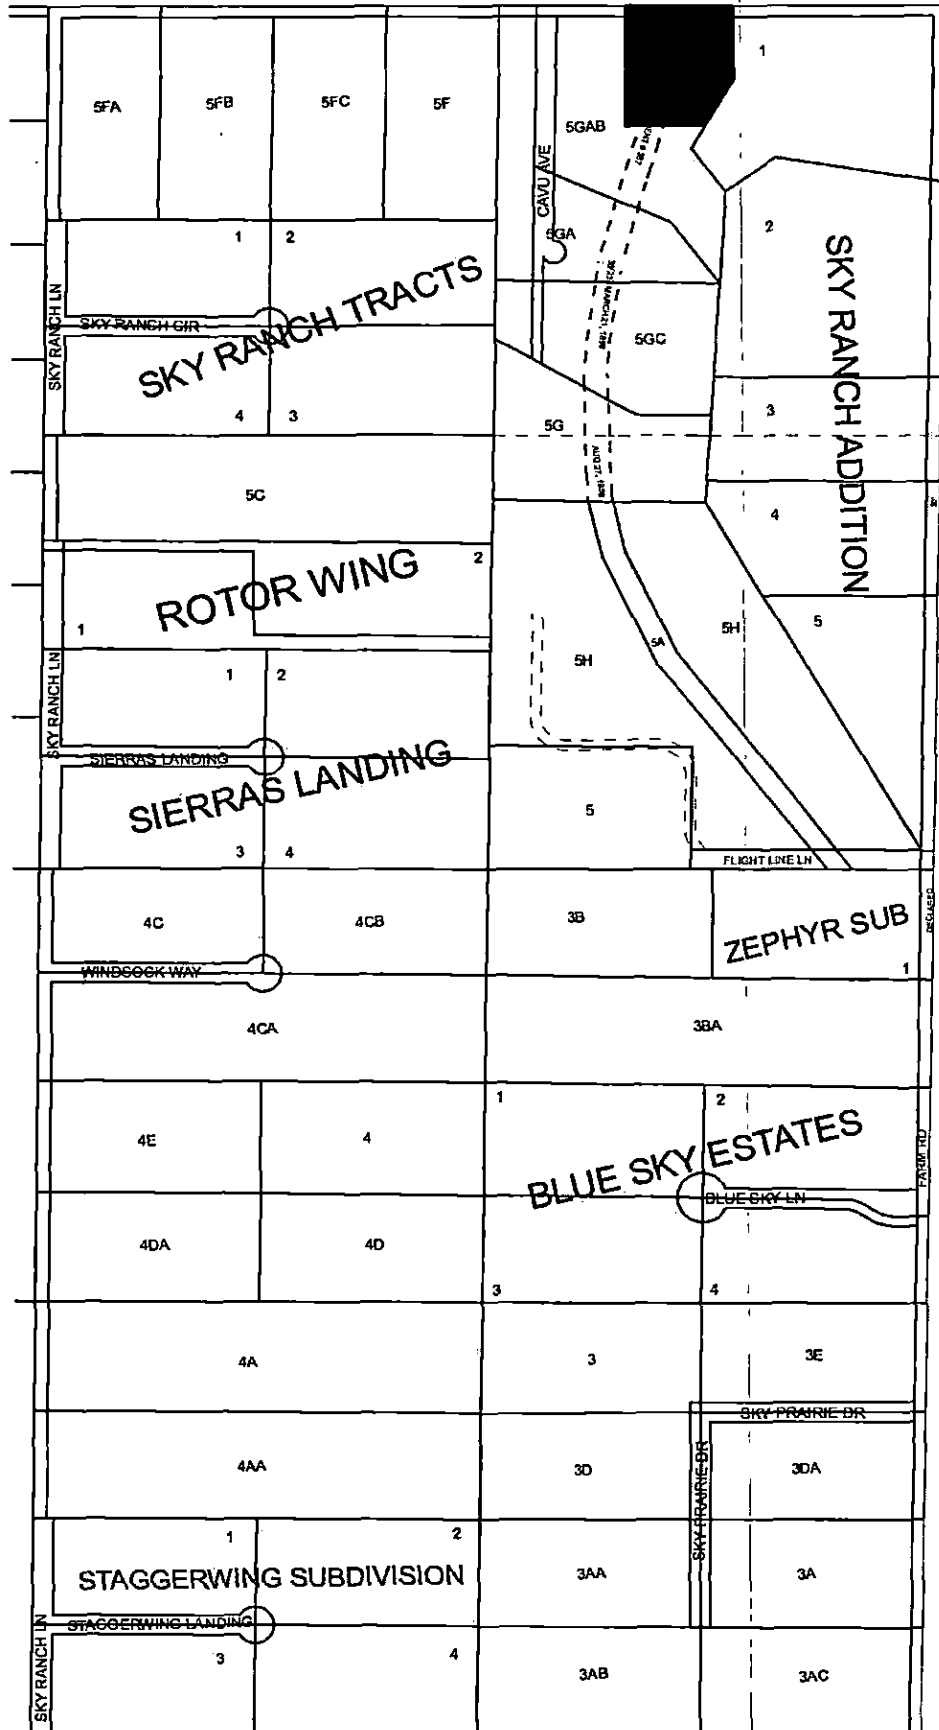 1
5FA
5FB
5FC
5F
5GAB
CAVU AVE
2
SKY RANCH ADDITION
1
2
5GA
SKY RANCH TRACTS
SKY RANCH LN
SKY RANCH CIR
5GC
4
3
5G
3
AUG 27, 1898
5C
4
ROTOR WING
2
1
5H
5A
5H
5
1
2
SKY RANCH LN
SIERRAS LANDING
SIERRAS LANDING
5
3
4
FLIGHT LINE LN
4C
4CB
3B
ZEPHYR SUB
1
DECLARED
WINDSOCK WAY
4CA
3BA
1
2
4E
4
BLUE SKY ESTATES
FARM RD
BLUE SKY LN
4DA
4D
3
4
4A
3
3E
SKY PRAIRIE DR
4AA
3D
SKY PRAIRIE DR
3DA
1
2
STAGGERWING SUBDIVISION
3AA
3A
STAGGERWING LANDING
SKY RANCH LN
3
4
3AB
3AC